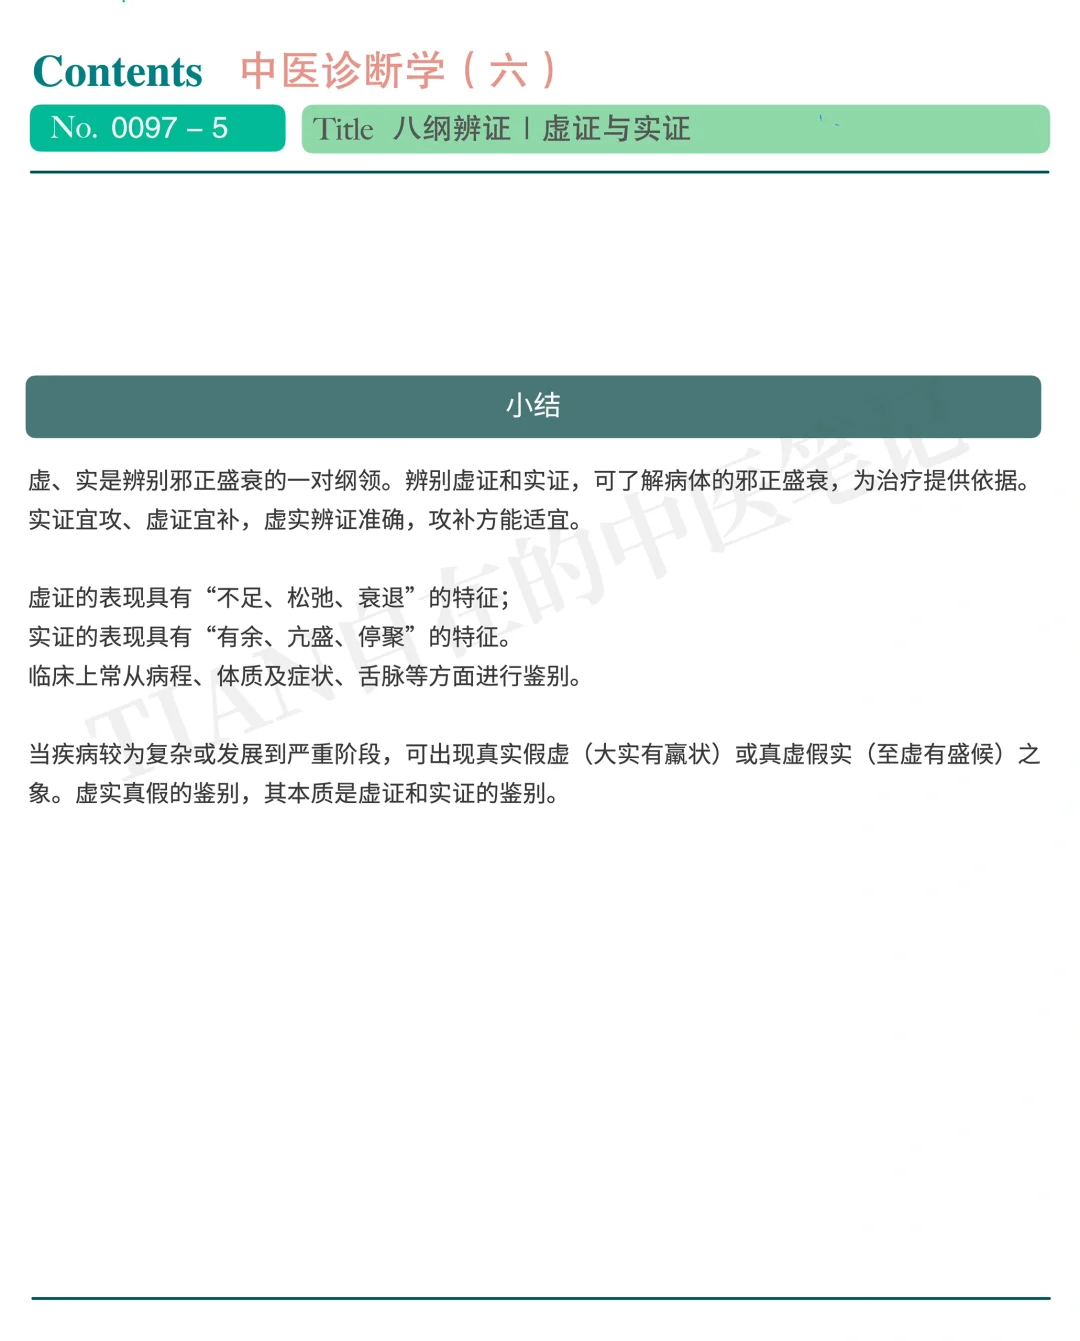 Contents 中医诊断学（六）
No. 0097 – 5
Title 八纲辨证｜虚证与实证
小结
虚、实是辨别邪正盛衰的一对纲领。辨别虚证和实证，可了解病体的邪正盛衰，为治疗提供依据。
实证宜攻、虚证宜补，虚实辨证准确，攻补方能适宜。
虚证的表现具有“不足、松弛、衰退”的特征；
实证的表现具有“有余、亢盛、停聚”的特征。
临床上常从病程、体质及症状、舌脉等方面进行鉴别。
当疾病较为复杂或发展到严重阶段，可出现真实假虚（大实有羸状）或真虚假实（至虚有盛候）之
象。虚实真假的鉴别，其本质是虚证和实证的鉴别。
TIAN自在的中医笔记